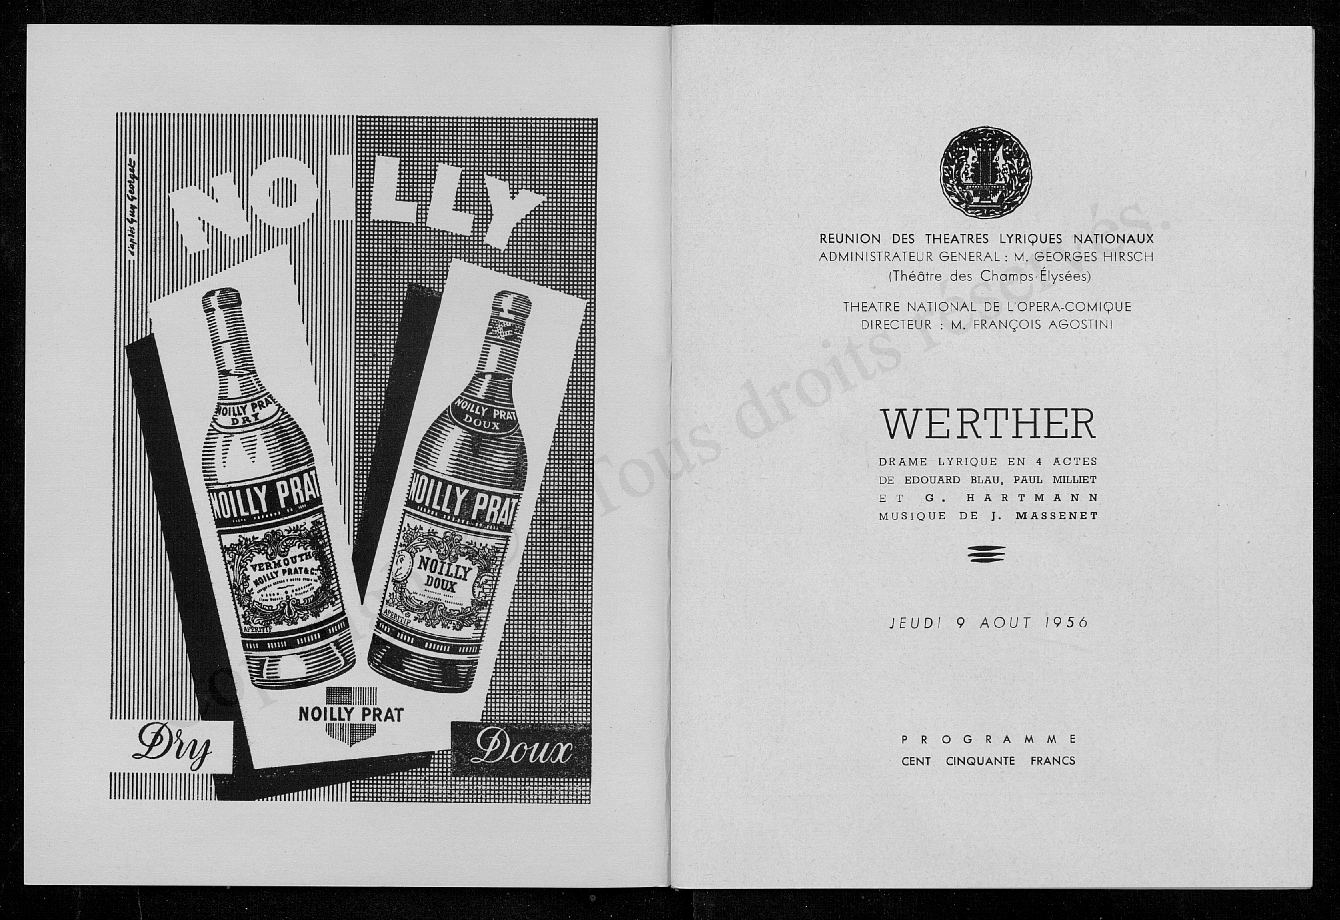 d'après Guy Georget
NOILLY
NOILLY PRAT
DRY
NOILLY PRAT
VERMOUTH
NOILLY PRAT & C.
APERITIF
NOILLY PRAT
DOUX
NOILLY PRAT
NOILLY
DOUX
APERITIF
NOILLY PRAT
Dry
Doux
REUNION DES THEATRES LYRIQUES NATIONAUX
ADMINISTRATEUR GENERAL : M. GEORGES HIRSCH
(Théâtre des Champs-Élysées)
THEATRE NATIONAL DE L'OPERA-COMIQUE
DIRECTEUR : M. FRANÇOIS AGOSTINI
WERTHER
DRAME LYRIQUE EN 4 ACTES
DE EDOUARD BLAU, PAUL MILLIET
ET G. HARTMANN
MUSIQUE DE J. MASSENET
JEUDI 9 AOUT 1956
PROGRAMME
CENT CINQUANTE FRANCS
Tous droits réservés.